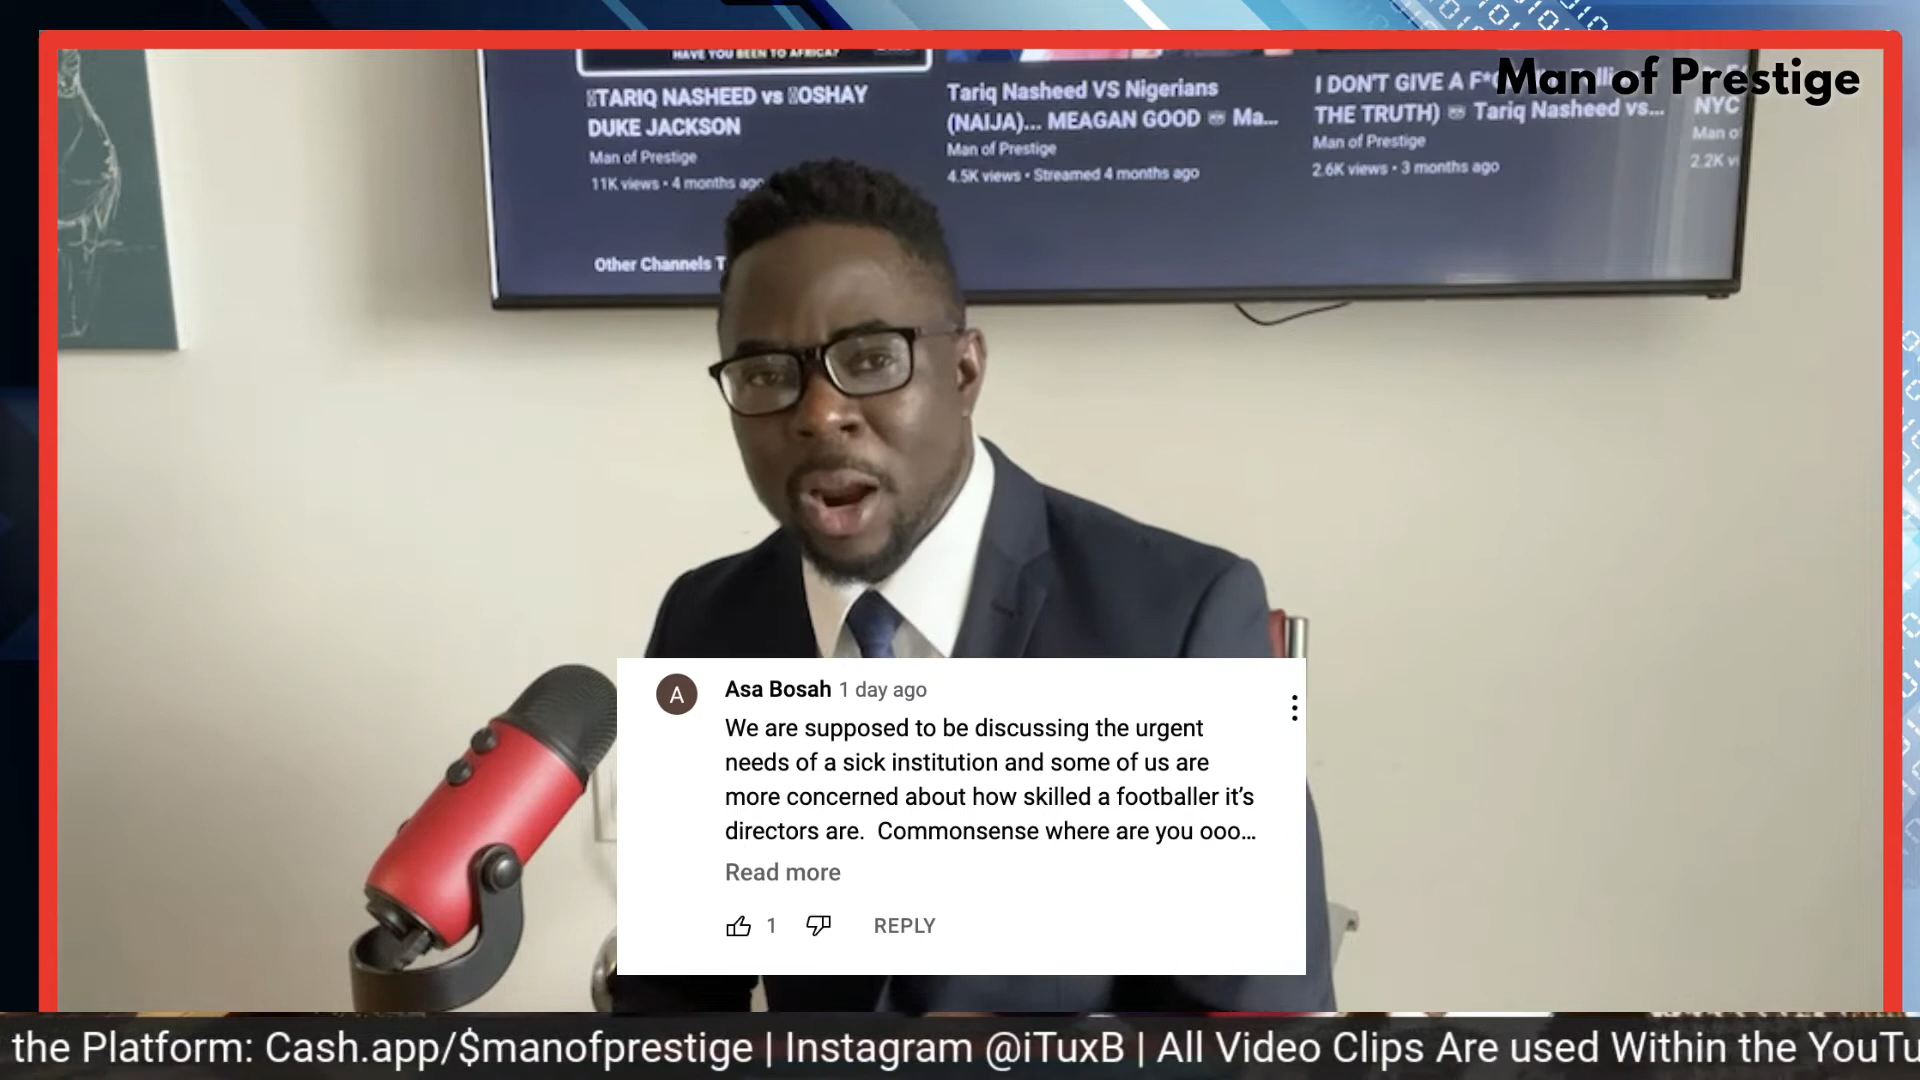 HAVE YOU BEEN TO AFRICA?
TARIQ NASHEED vs OSHAY
DUKE JACKSON
Man of Prestige
11K views • 4 months ago
Tariq Nasheed VS Nigerians
(NAIJA)... MEAGAN GOOD Ma...
Man of Prestige
4.5K views • Streamed 4 months ago
I DON'T GIVE A F*
THE TRUTH) Tariq Nasheed vs...
Man of Prestige
2.6K views • 3 months ago
NYC
Man o
2.2K v
Man of Prestige
Other Channels T
A
Asa Bosah 1 day ago
We are supposed to be discussing the urgent
needs of a sick institution and some of us are
more concerned about how skilled a footballer it’s
directors are.  Commonsense where are you ooo...
Read more
1
REPLY
the Platform: Cash.app/$manofprestige | Instagram @iTuxB | All Video Clips Are used Within the YouTu